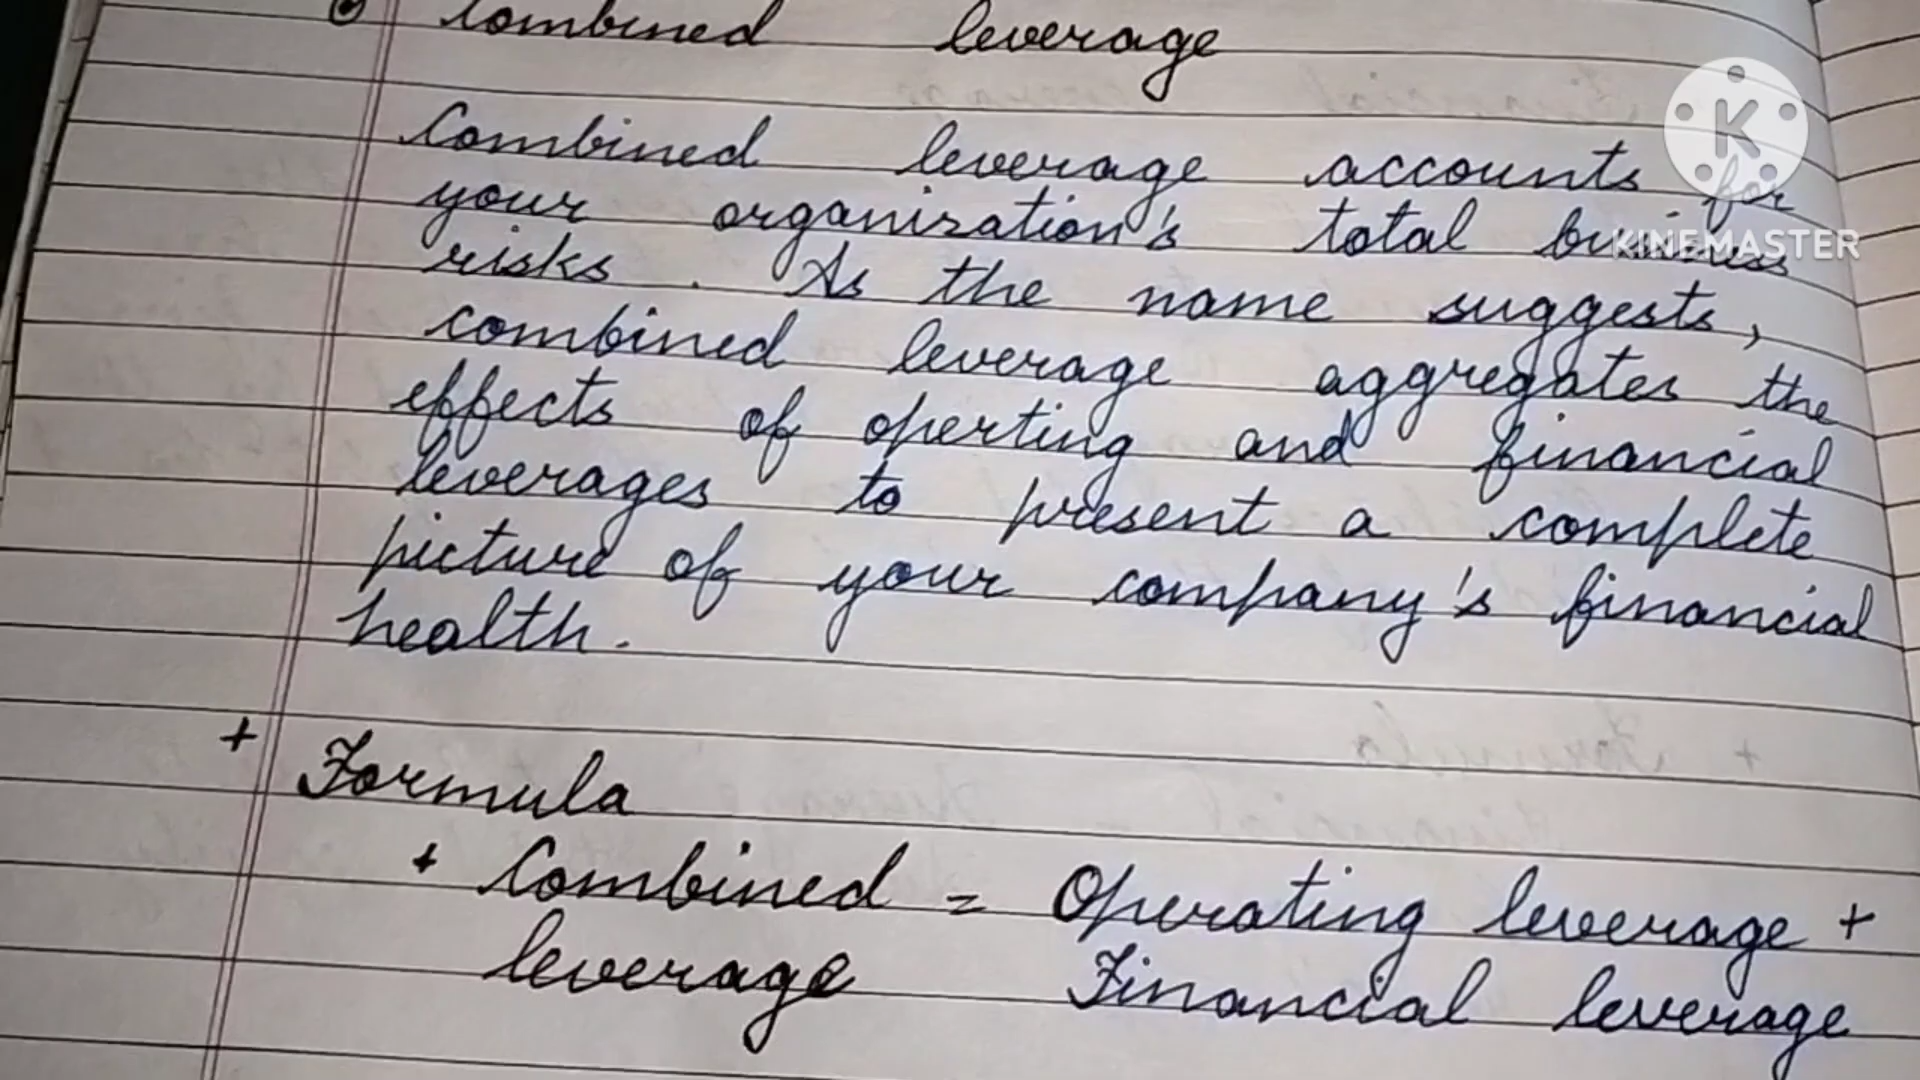 Combined leverage
Combined leverage accounts for
your organization's total business
risks. As the name suggests,
combined leverage aggregates the
effects of operting and financial
leverages to present a complete
picture of your company's financial
health.
+ Formula
+ Combined = Operating leverage +
leverage Financial leverage
K
KINEMASTER